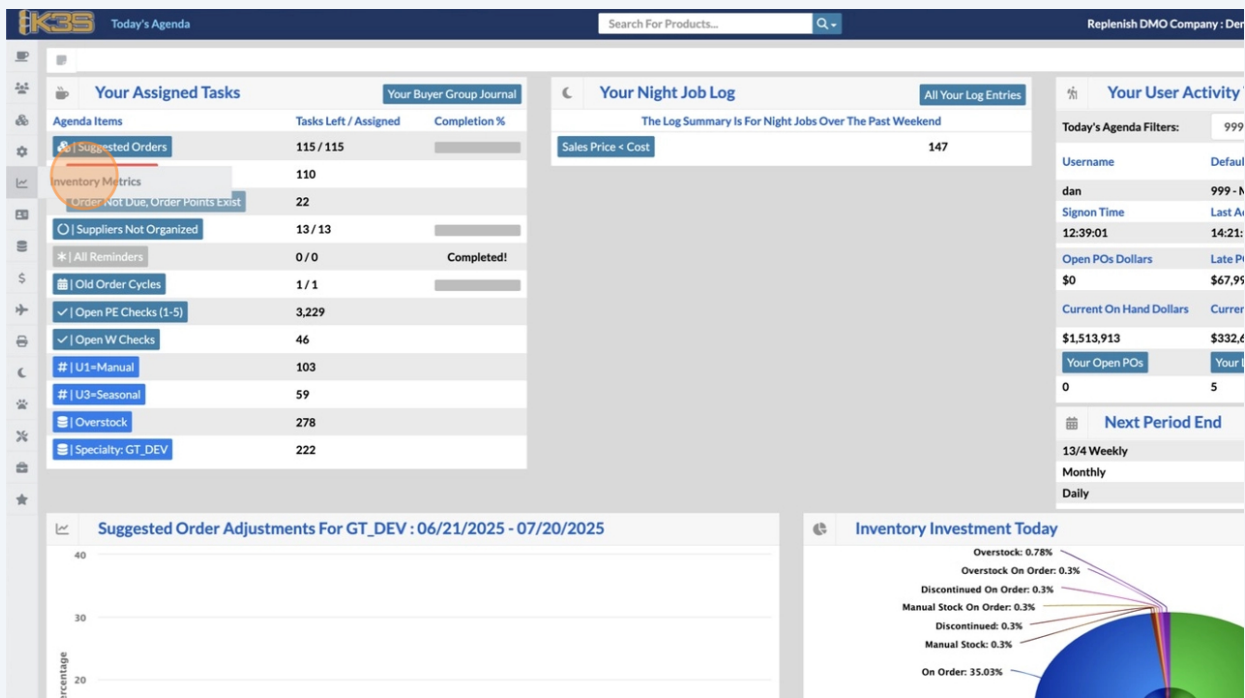 K3S
Today's Agenda
Search For Products...
Replenish DMO Company : Der
Your Assigned Tasks
Your Buyer Group Journal
Agenda Items Tasks Left / Assigned Completion %
Suggested Orders 115 / 115
110
Inventory Metrics
Order Not Due, Order Points Exist 22
Suppliers Not Organized 13 / 13
All Reminders 0 / 0 Completed!
Old Order Cycles 1 / 1
Open PE Checks (1-5) 3,229
Open W Checks 46
# | U1=Manual 103
# | U3=Seasonal 59
Overstock 278
Specialty: GT_DEV 222
Your Night Job Log
All Your Log Entries
The Log Summary Is For Night Jobs Over The Past Weekend
Sales Price < Cost 147
Your User Activity
Today's Agenda Filters: 999
Username Defaul
dan 999 - M
Signon Time Last A
12:39:01 14:21:
Open POs Dollars Late P
$0 $67,99
Current On Hand Dollars Curren
$1,513,913 $332,6
Your Open POs Your
0 5
Next Period End
13/4 Weekly
Monthly
Daily
Suggested Order Adjustments For GT_DEV : 06/21/2025 - 07/20/2025
40
30
20
rcentage
Inventory Investment Today
Overstock: 0.78%
Overstock On Order: 0.3%
Discontinued On Order: 0.3%
Manual Stock On Order: 0.3%
Discontinued: 0.3%
Manual Stock: 0.3%
On Order: 35.03%